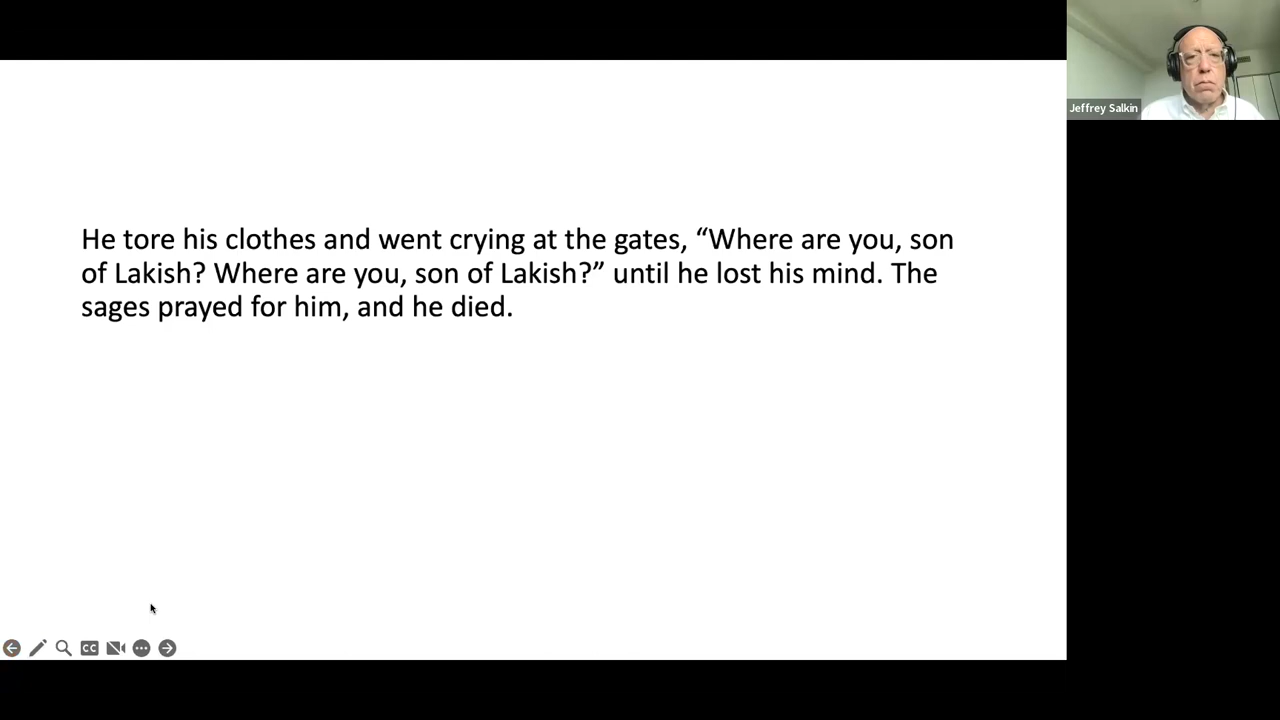 Jeffrey Salkin
He tore his clothes and went crying at the gates, “Where are you, son
of Lakish? Where are you, son of Lakish?” until he lost his mind. The
sages prayed for him, and he died.
CC